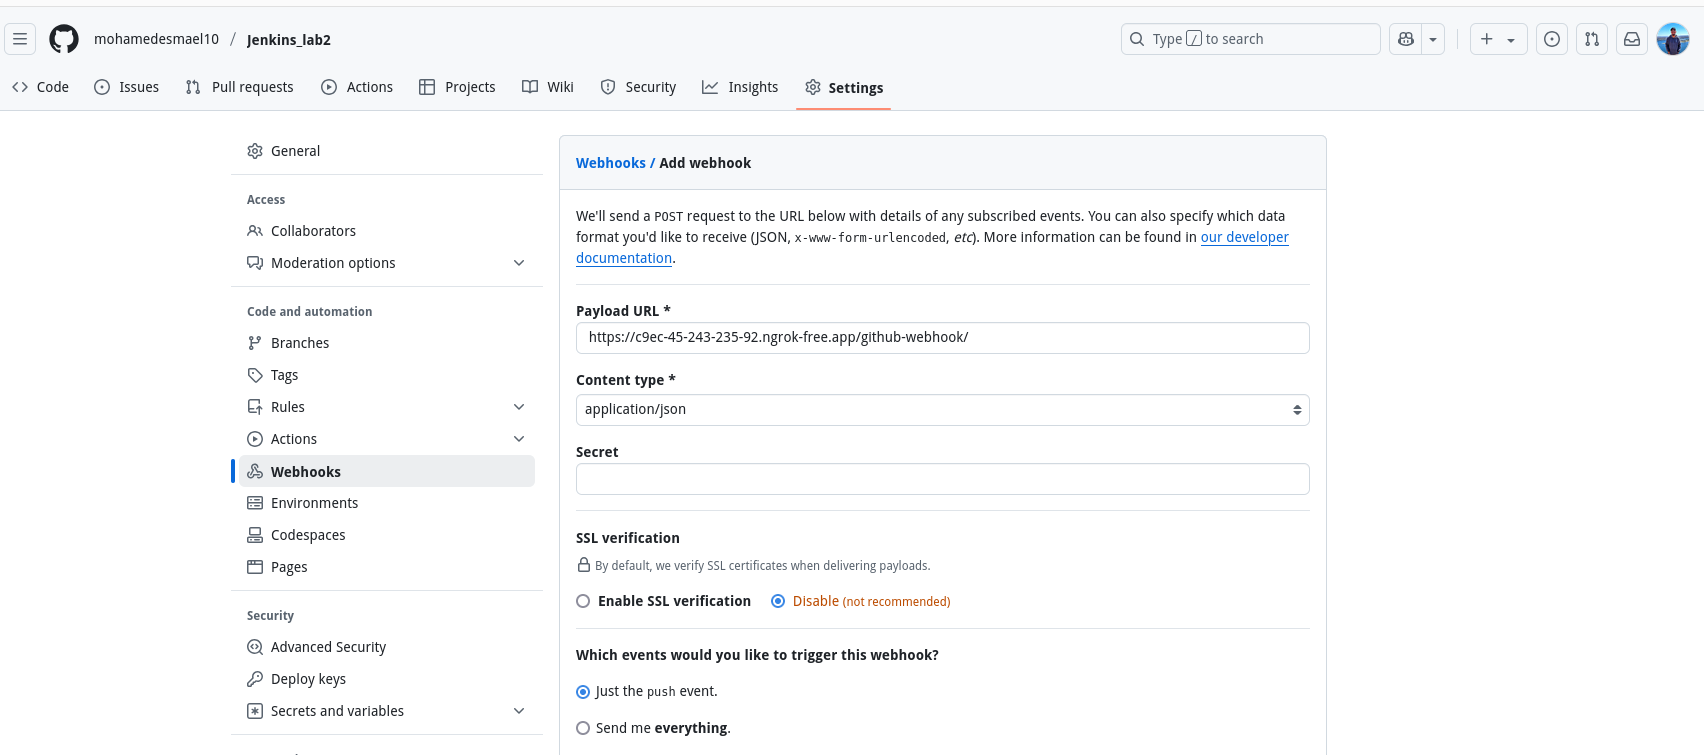 mohamedesmael10 / Jenkins_lab2
Type / to search
Code Issues Pull requests Actions Projects Wiki Security Insights Settings
General
Access
Collaborators
Moderation options
Code and automation
Branches
Tags
Rules
Actions
Webhooks
Environments
Codespaces
Pages
Security
Advanced Security
Deploy keys
Secrets and variables
Webhooks / Add webhook
We'll send a POST request to the URL below with details of any subscribed events. You can also specify which data
format you'd like to receive (JSON, x-www-form-urlencoded, etc). More information can be found in our developer
documentation.
Payload URL *
https://c9ec-45-243-235-92.ngrok-free.app/github-webhook/
Content type *
application/json
Secret
SSL verification
By default, we verify SSL certificates when delivering payloads.
Enable SSL verification Disable (not recommended)
Which events would you like to trigger this webhook?
Just the push event.
Send me everything.